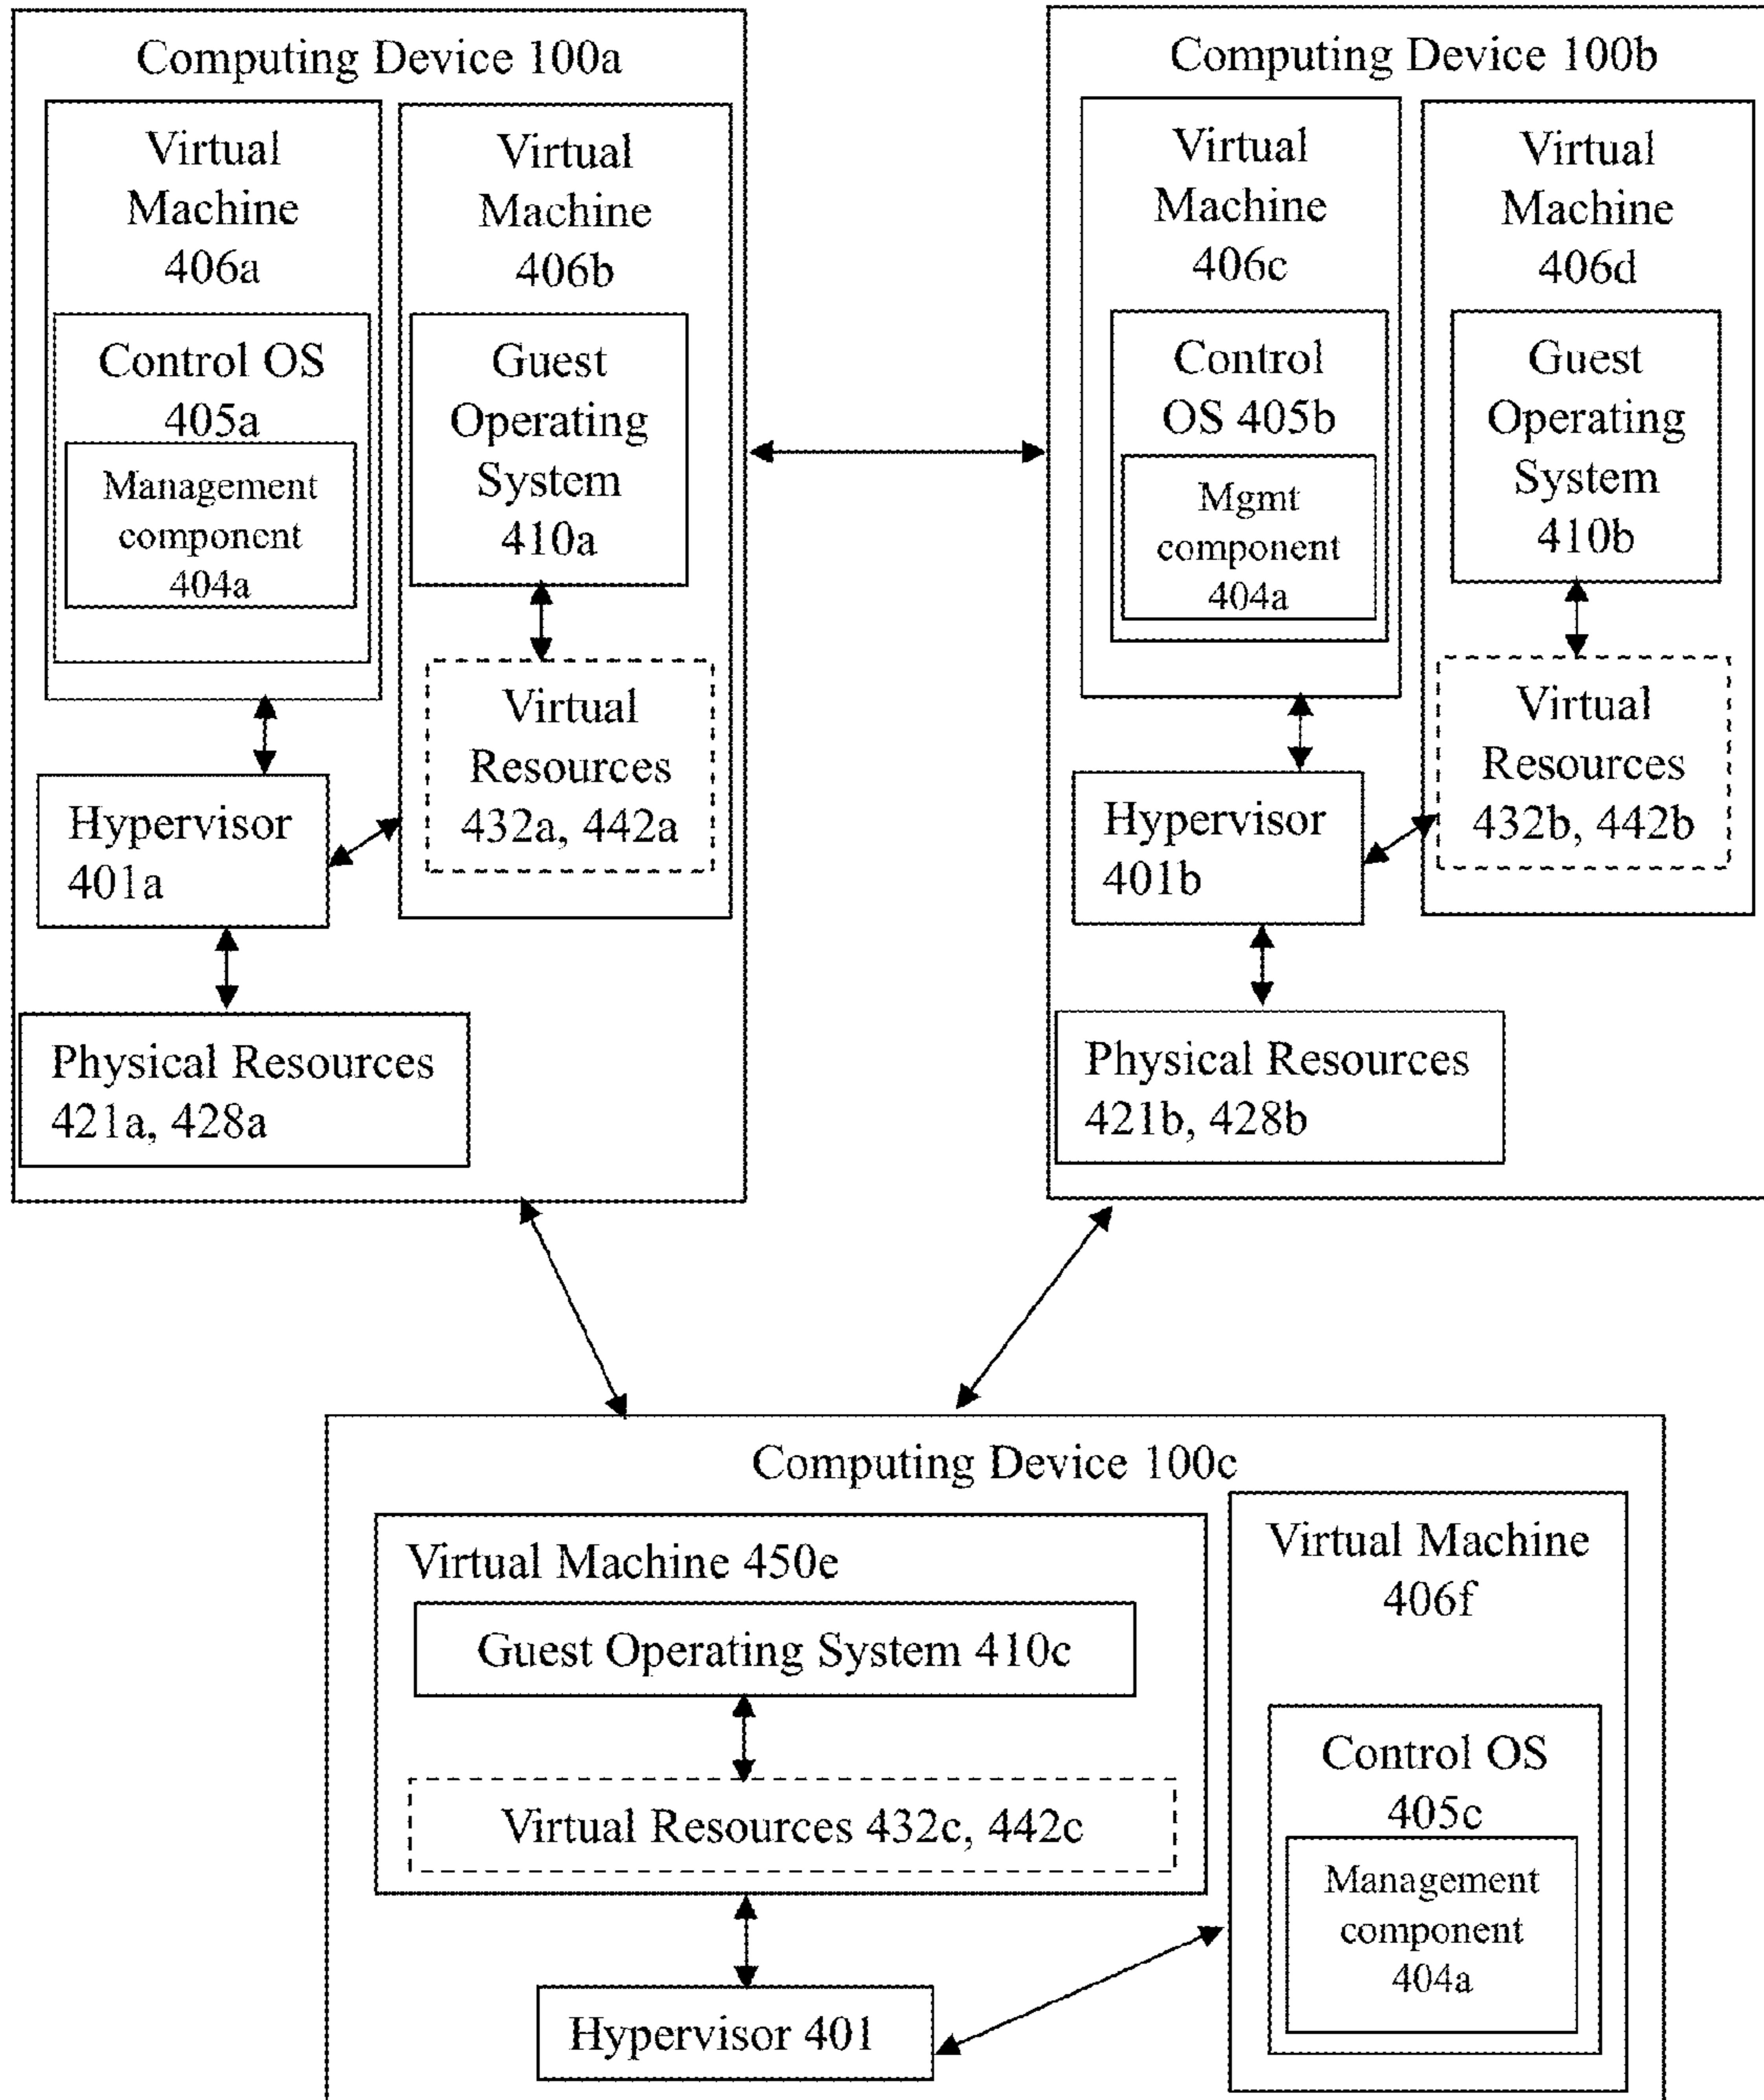 Computing Device 100a
Virtual
Machine
406a
Control OS
405a
Management
component
404a
Virtual
Machine
406b
Guest
Operating
System
410a
Virtual
Resources
432a, 442a
Hypervisor
401a
Physical Resources
421a, 428a
Computing Device 100b
Virtual
Machine
406c
Control
OS 405b
Mgmt
component
404a
Virtual
Machine
406d
Guest
Operating
System
410b
Virtual
Resources
432b, 442b
Hypervisor
401b
Physical Resources
421b, 428b
Computing Device 100c
Virtual Machine 450e
Guest Operating System 410c
Virtual Resources 432c, 442c
Hypervisor 401
Virtual Machine
406f
Control OS
405c
Management
component
404a